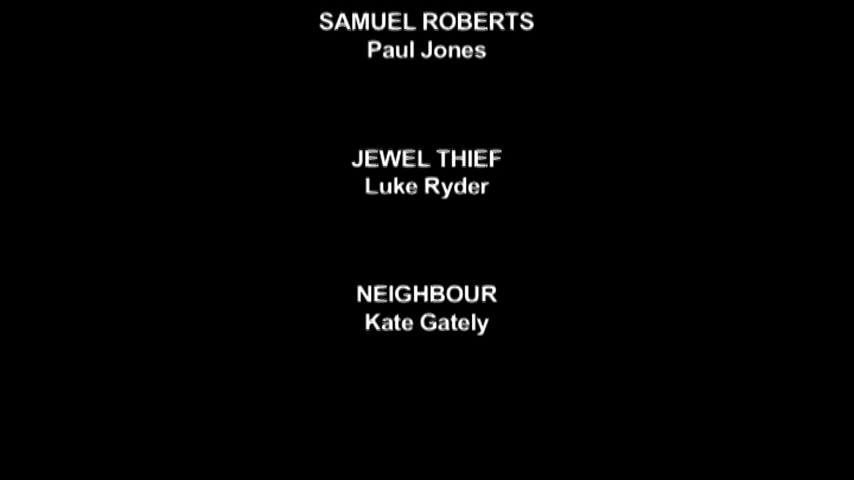 SAMUEL ROBERTS
Paul Jones
JEWEL THIEF
Luke Ryder
NEIGHBOUR
Kate Gately